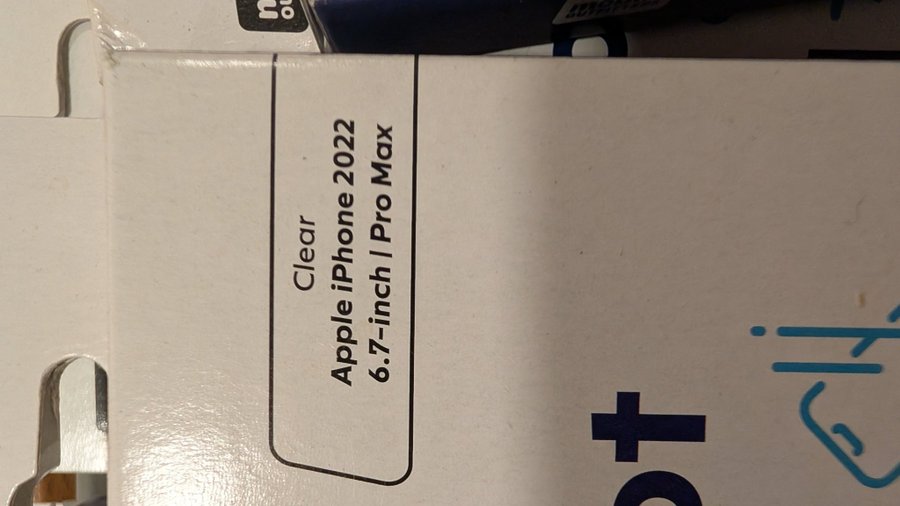 Clear
Apple iPhone 2022
6.7-inch | Pro Max